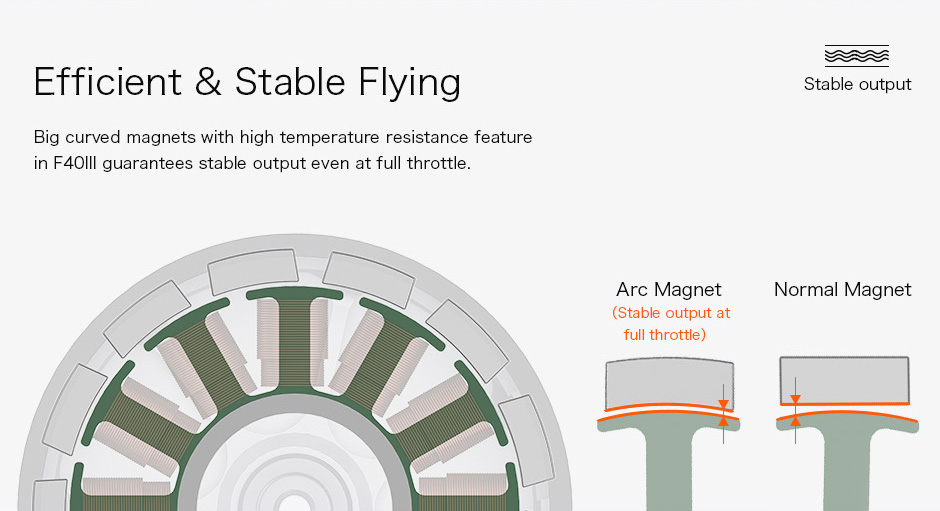 Efficient & Stable Flying
Stable output
Big curved magnets with high temperature resistance feature
in F40III guarantees stable output even at full throttle.
Arc Magnet
(Stable output at
full throttle)
Normal Magnet